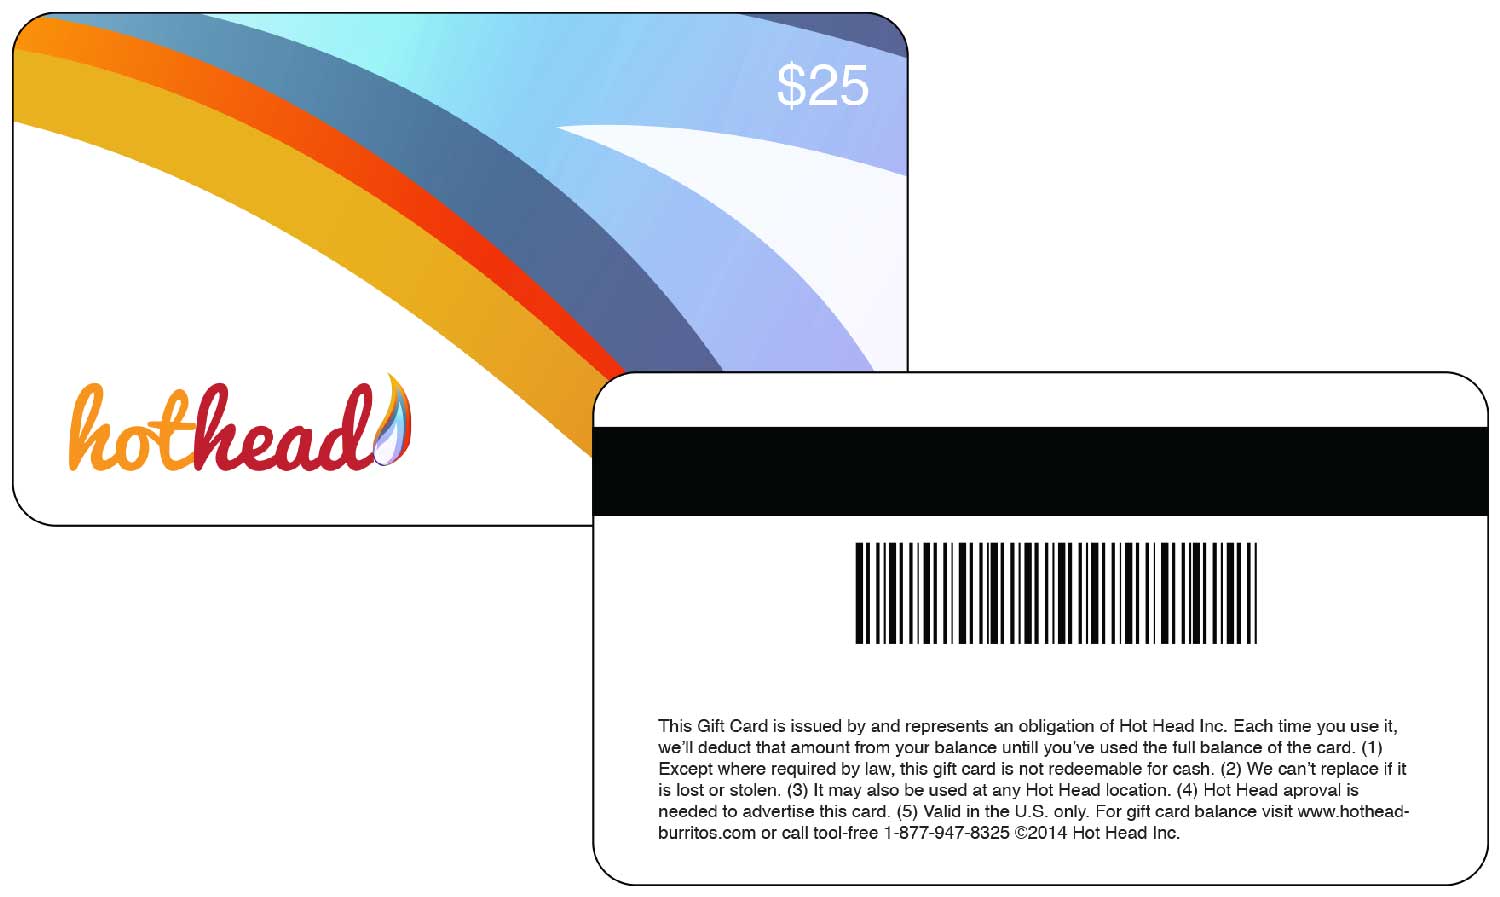 $25
hothead
This Gift Card is issued by and represents an obligation of Hot Head Inc. Each time you use it,
we'll deduct that amount from your balance untill you've used the full balance of the card. (1)
Except where required by law, this gift card is not redeemable for cash. (2) We can't replace if it
is lost or stolen. (3) It may also be used at any Hot Head location. (4) Hot Head aproval is
needed to advertise this card. (5) Valid in the U.S. only. For gift card balance visit www.hothead-
burritos.com or call tool-free 1-877-947-8325 ©2014 Hot Head Inc.